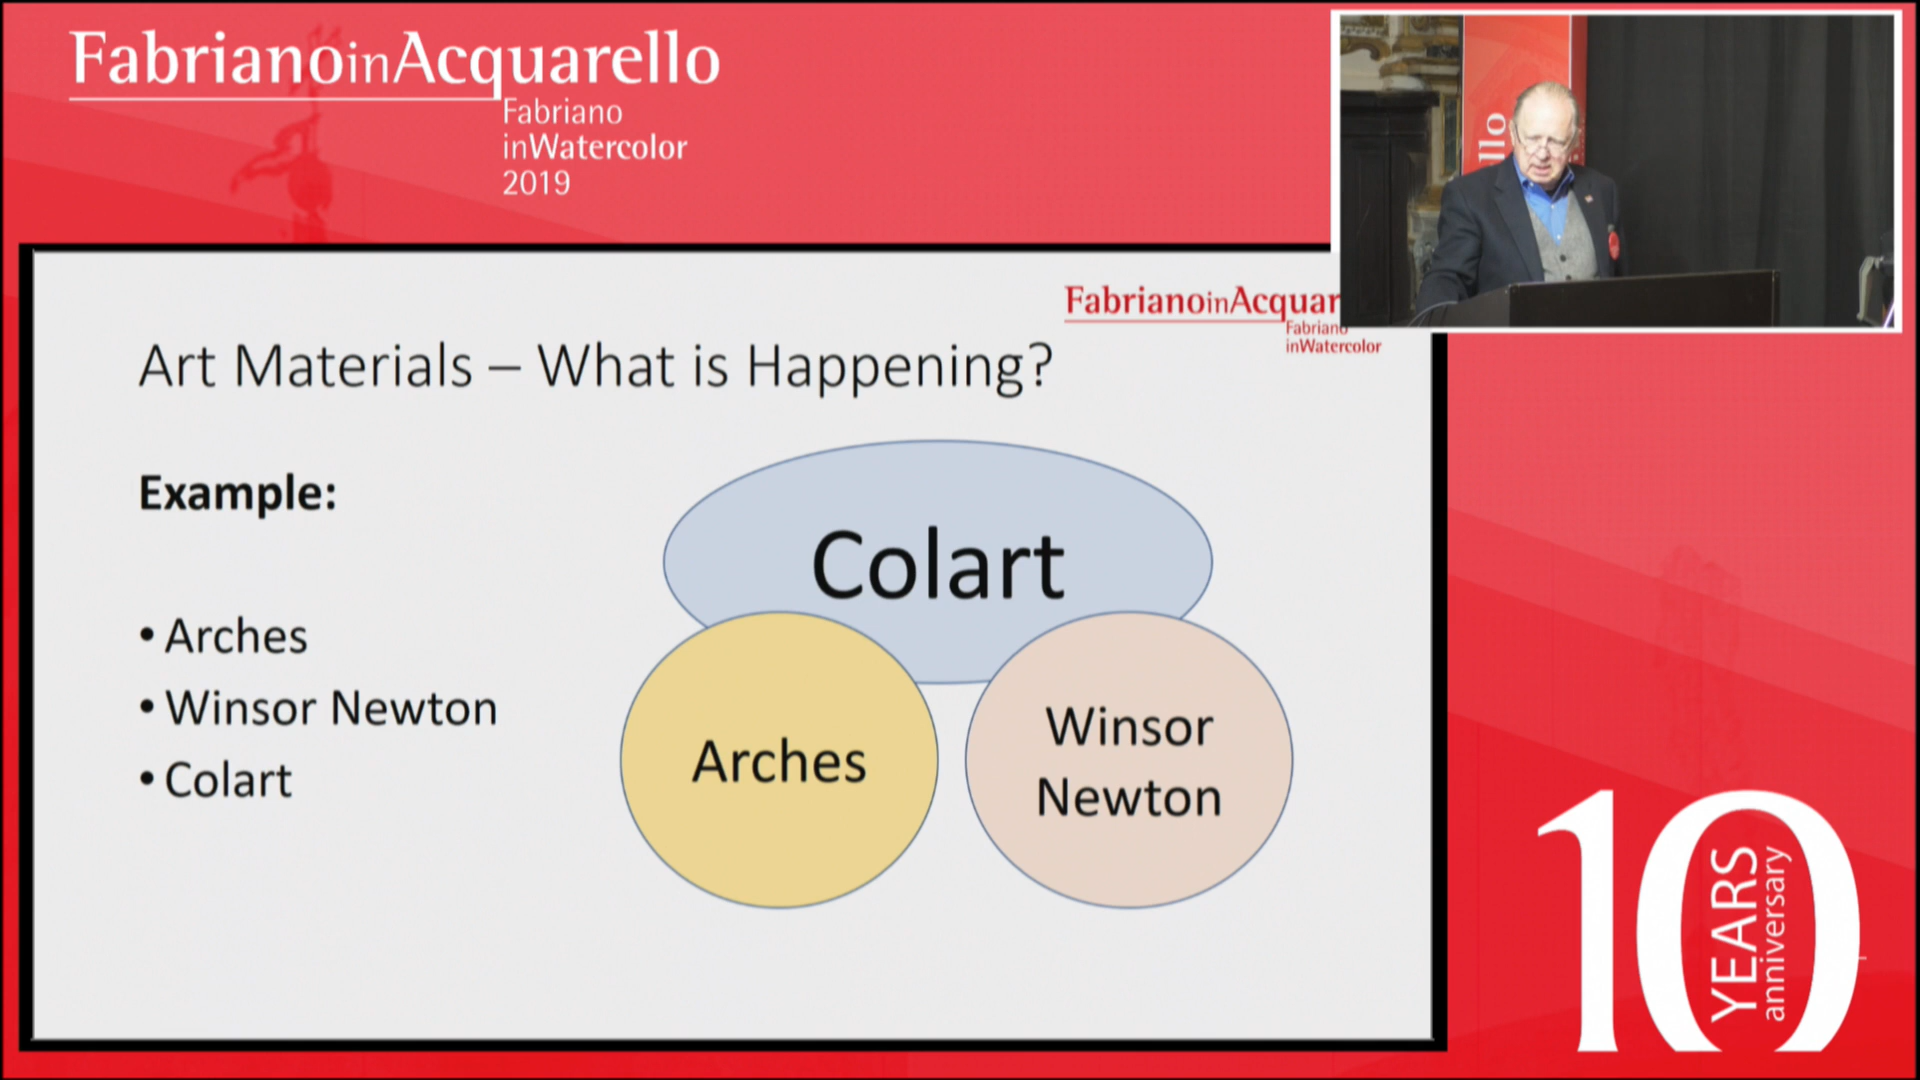 FabrianoinAcquarello
Fabriano
inWatercolor
2019
llo
FabrianoinAcquar
Fabriano
inWatercolor
Art Materials – What is Happening?
Example:
• Arches
• Winsor Newton
• Colart
Colart
Arches
Winsor
Newton
10
YEARS
anniversary